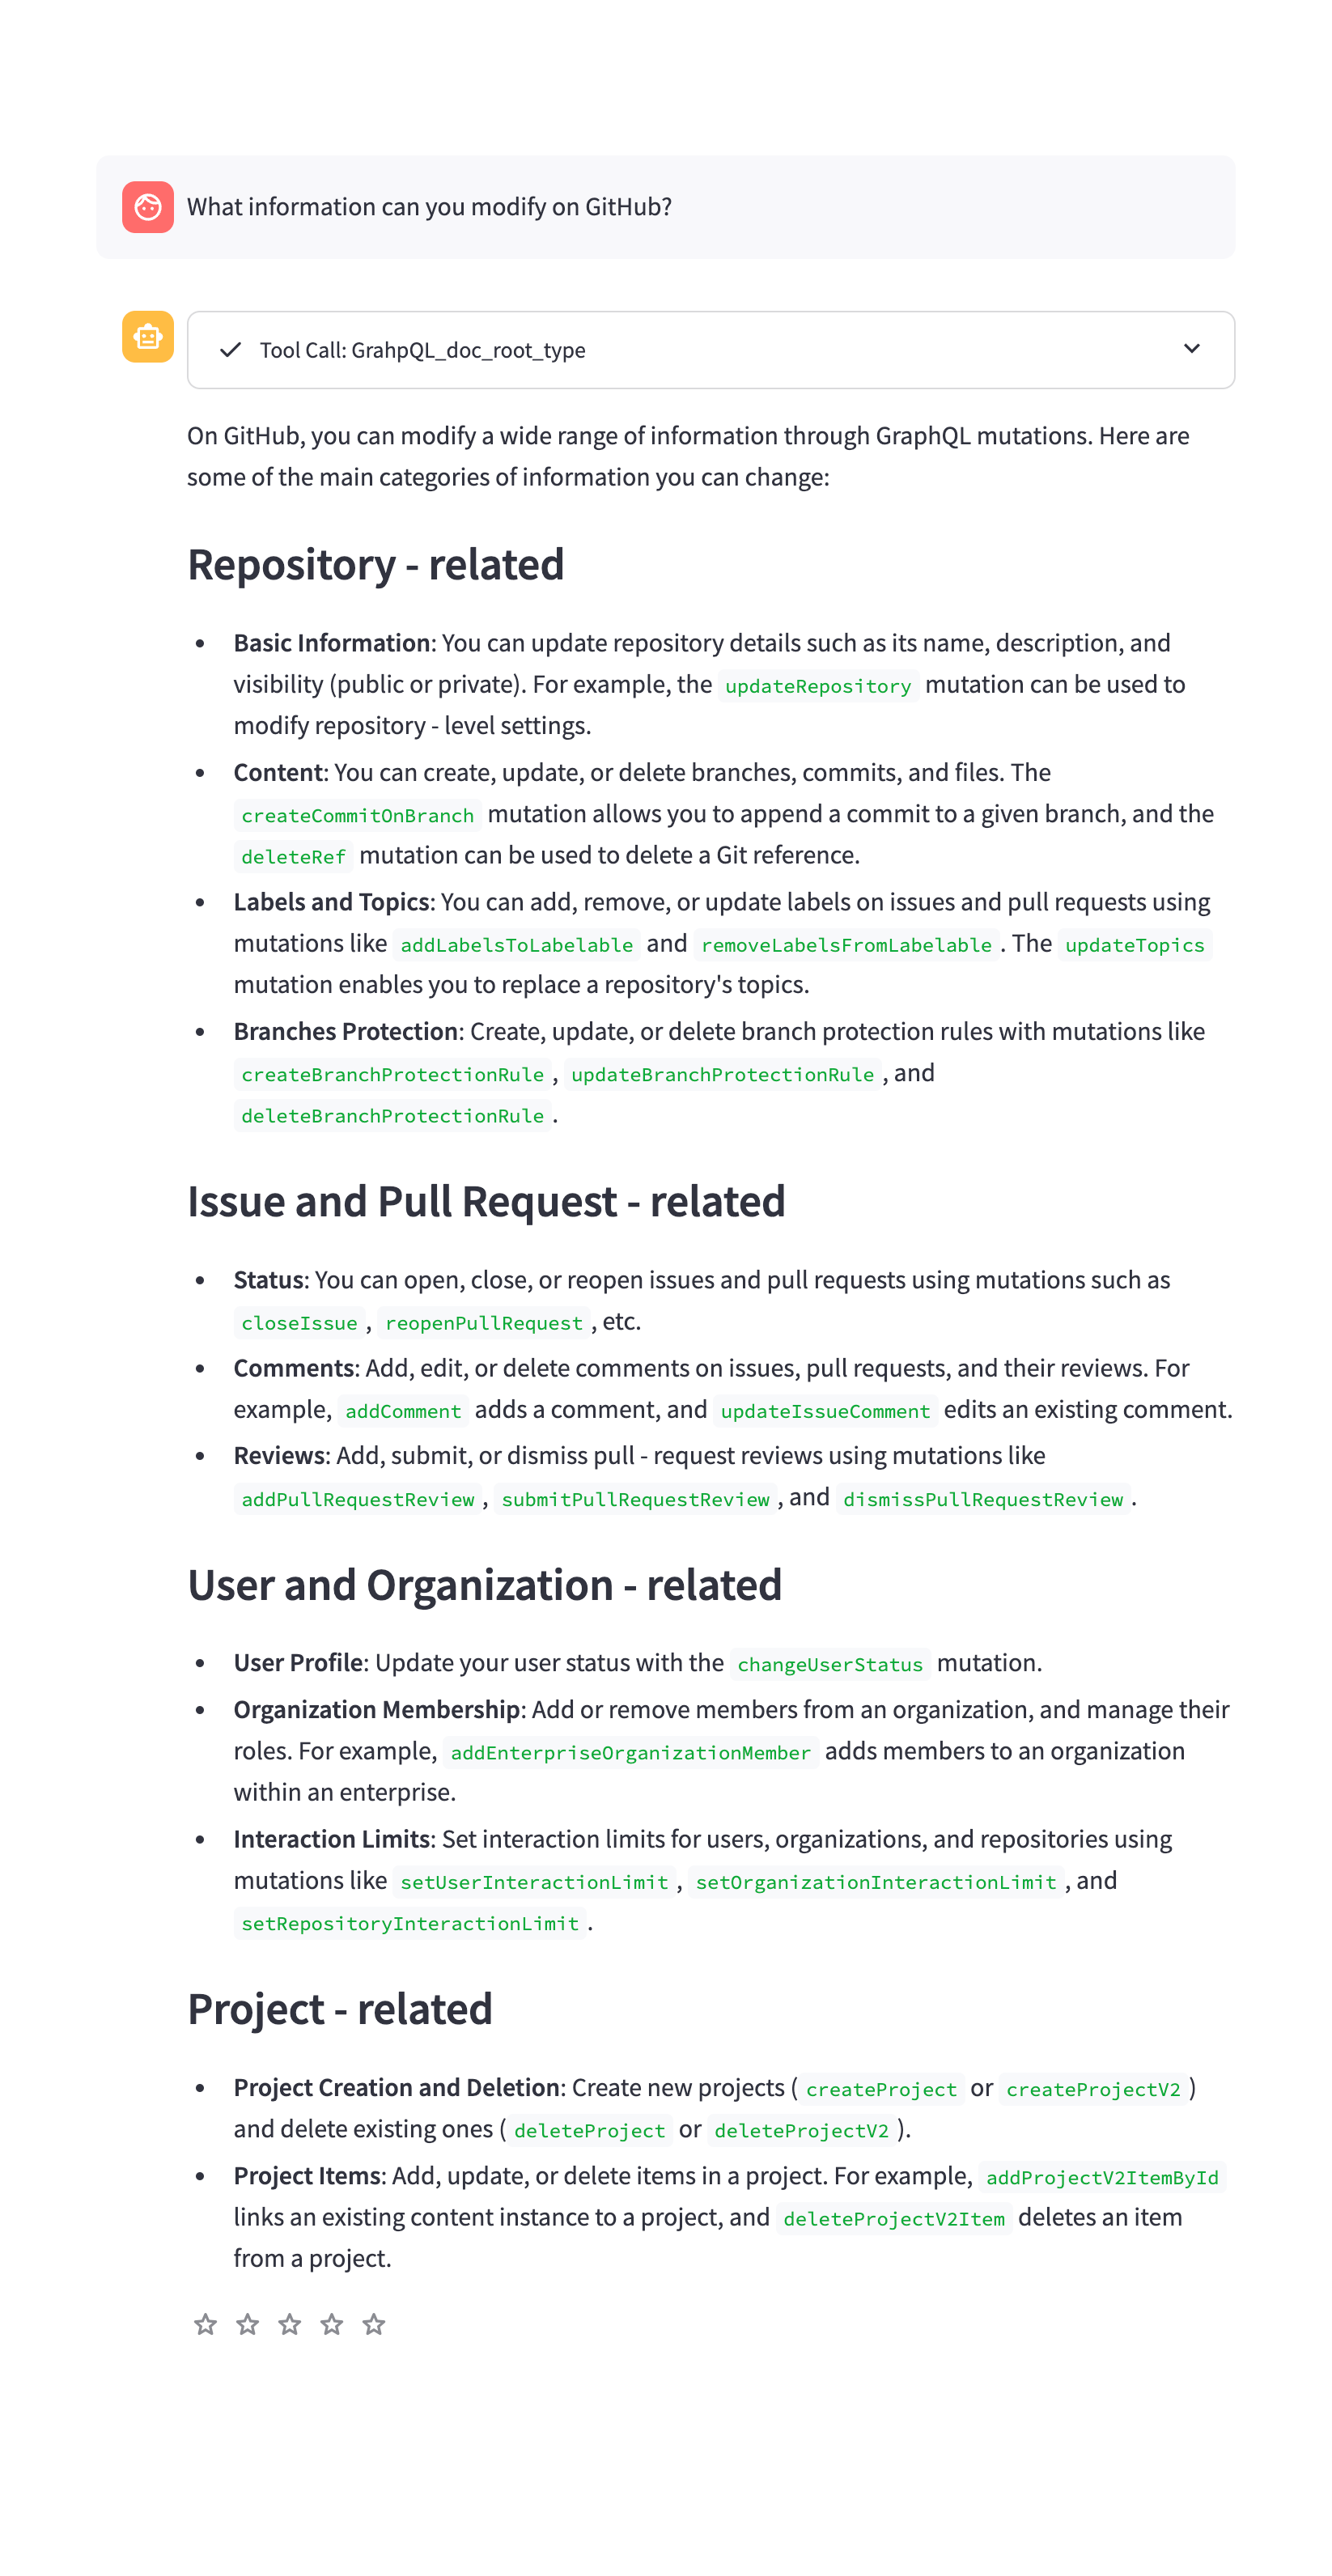 What information can you modify on GitHub?
Tool Call: GrahpQL_doc_root_type
On GitHub, you can modify a wide range of information through GraphQL mutations. Here are
some of the main categories of information you can change:
Repository - related
• Basic Information: You can update repository details such as its name, description, and
visibility (public or private). For example, the updateRepository mutation can be used to
modify repository - level settings.
• Content: You can create, update, or delete branches, commits, and files. The
createCommitOnBranch mutation allows you to append a commit to a given branch, and the
deleteRef mutation can be used to delete a Git reference.
• Labels and Topics: You can add, remove, or update labels on issues and pull requests using
mutations like addLabelsToLabelable and removeLabelsFromLabelable . The updateTopics
mutation enables you to replace a repository's topics.
• Branches Protection: Create, update, or delete branch protection rules with mutations like
createBranchProtectionRule , updateBranchProtectionRule , and
deleteBranchProtectionRule .
Issue and Pull Request - related
• Status: You can open, close, or reopen issues and pull requests using mutations such as
closeIssue , reopenPullRequest , etc.
• Comments: Add, edit, or delete comments on issues, pull requests, and their reviews. For
example, addComment adds a comment, and updateIssueComment edits an existing comment.
• Reviews: Add, submit, or dismiss pull - request reviews using mutations like
addPullRequestReview , submitPullRequestReview , and dismissPullRequestReview .
User and Organization - related
• User Profile: Update your user status with the changeUserStatus mutation.
• Organization Membership: Add or remove members from an organization, and manage their
roles. For example, addEnterpriseOrganizationMember adds members to an organization
within an enterprise.
• Interaction Limits: Set interaction limits for users, organizations, and repositories using
mutations like setUserInteractionLimit , setOrganizationInteractionLimit , and
setRepositoryInteractionLimit .
Project - related
• Project Creation and Deletion: Create new projects ( createProject or createProjectV2 )
and delete existing ones ( deleteProject or deleteProjectV2 ).
• Project Items: Add, update, or delete items in a project. For example, addProjectV2ItemById
links an existing content instance to a project, and deleteProjectV2Item deletes an item
from a project.